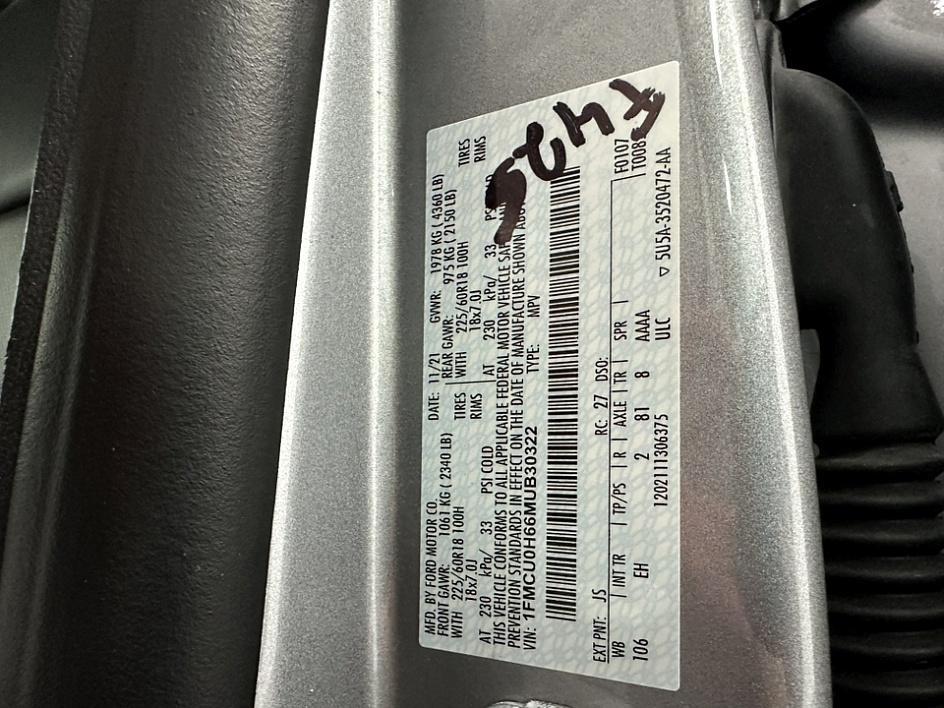 F425
MFD. BY FORD MOTOR CO. DATE: 11/21 GVWR: 1978 KG ( 4360 LB)
FRONT GAWR: 1061 KG ( 2340 LB) REAR GAWR: 975 KG ( 2150 LB)
WITH 225/60R18 100H TIRES WITH 225/60R18 100H TIRES
18x7.0J RIMS 18x7.0J RIMS
AT 230 kPa/ 33 PSI COLD AT 230 kPa/ 33
THIS VEHICLE CONFORMS TO ALL APPLICABLE FEDERAL MOTOR VEHICLE
PREVENTION STANDARDS IN EFFECT ON THE DATE OF MANUFACTURE SHOWN
VIN: 1FMCU0H66MUB30322 TYPE: MPV
EXT PNT: JS RC: 27 DSO: F0107
WB INT TR TP/PS R AXLE TR SPR T0085
106 EH 2 81 8 AAAA
1202111306375 ULC ▽ 5U5A-3520472-AA